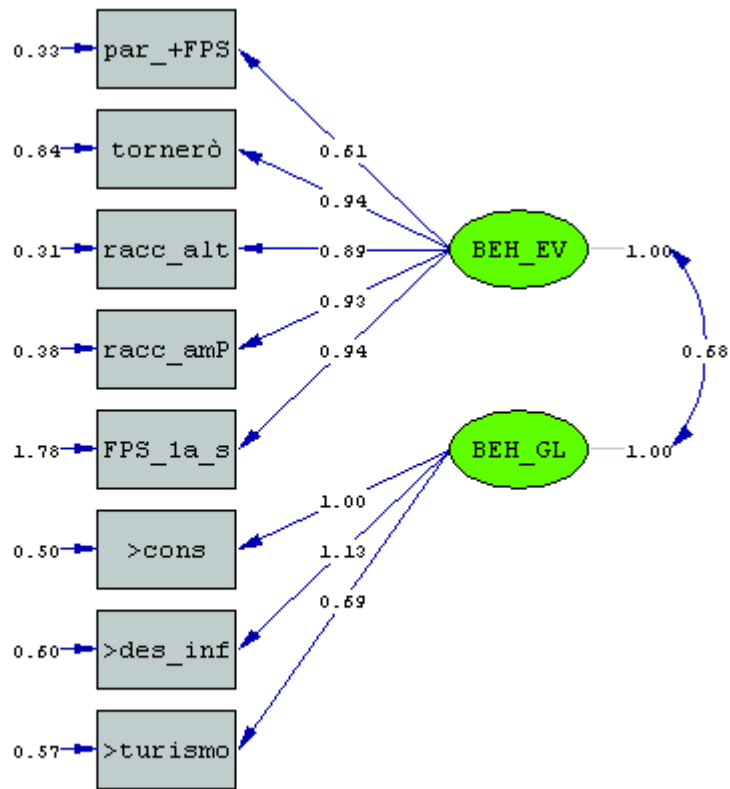 0.33 par_+FPS
0.61
0.84 tornerò
0.94
0.31 racc_alt 0.89 BEH_EV 1.00
0.93
0.38 racc_amP
0.94 0.68
1.78 FPS_1a_s BEH_GL 1.00
1.00
0.50 >cons
1.13
0.69
0.60 >des_inf
0.57 >turismo